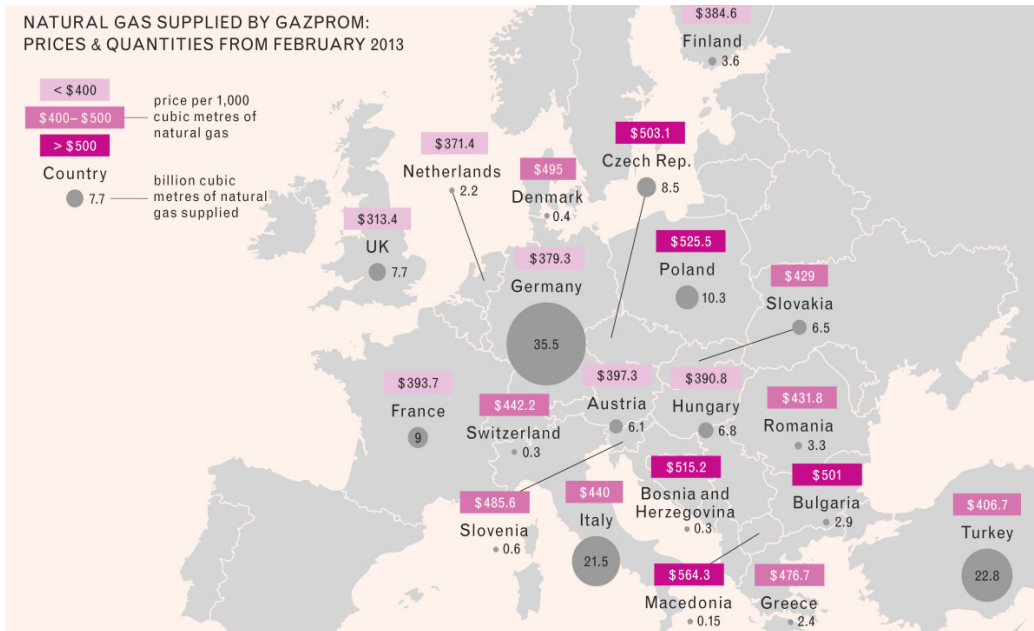 NATURAL GAS SUPPLIED BY GAZPROM:
PRICES & QUANTITIES FROM FEBRUARY 2013
< $400
$400–$500
> $500
price per 1,000
cubic metres of
natural gas
Country
7.7
billion cubic
metres of natural
gas supplied
$384.6
Finland
3.6
$371.4
Netherlands
2.2
$495
Denmark
0.4
$503.1
Czech Rep.
8.5
$313.4
UK
7.7
$379.3
Germany
35.5
$525.5
Poland
10.3
$429
Slovakia
6.5
$393.7
France
9
$442.2
Switzerland
0.3
$397.3
Austria
6.1
$390.8
Hungary
6.8
$431.8
Romania
3.3
$485.6
Slovenia
0.6
$440
Italy
21.5
$515.2
Bosnia and
Herzegovina
0.3
$501
Bulgaria
2.9
$406.7
Turkey
22.8
$564.3
Macedonia
0.15
$476.7
Greece
2.4